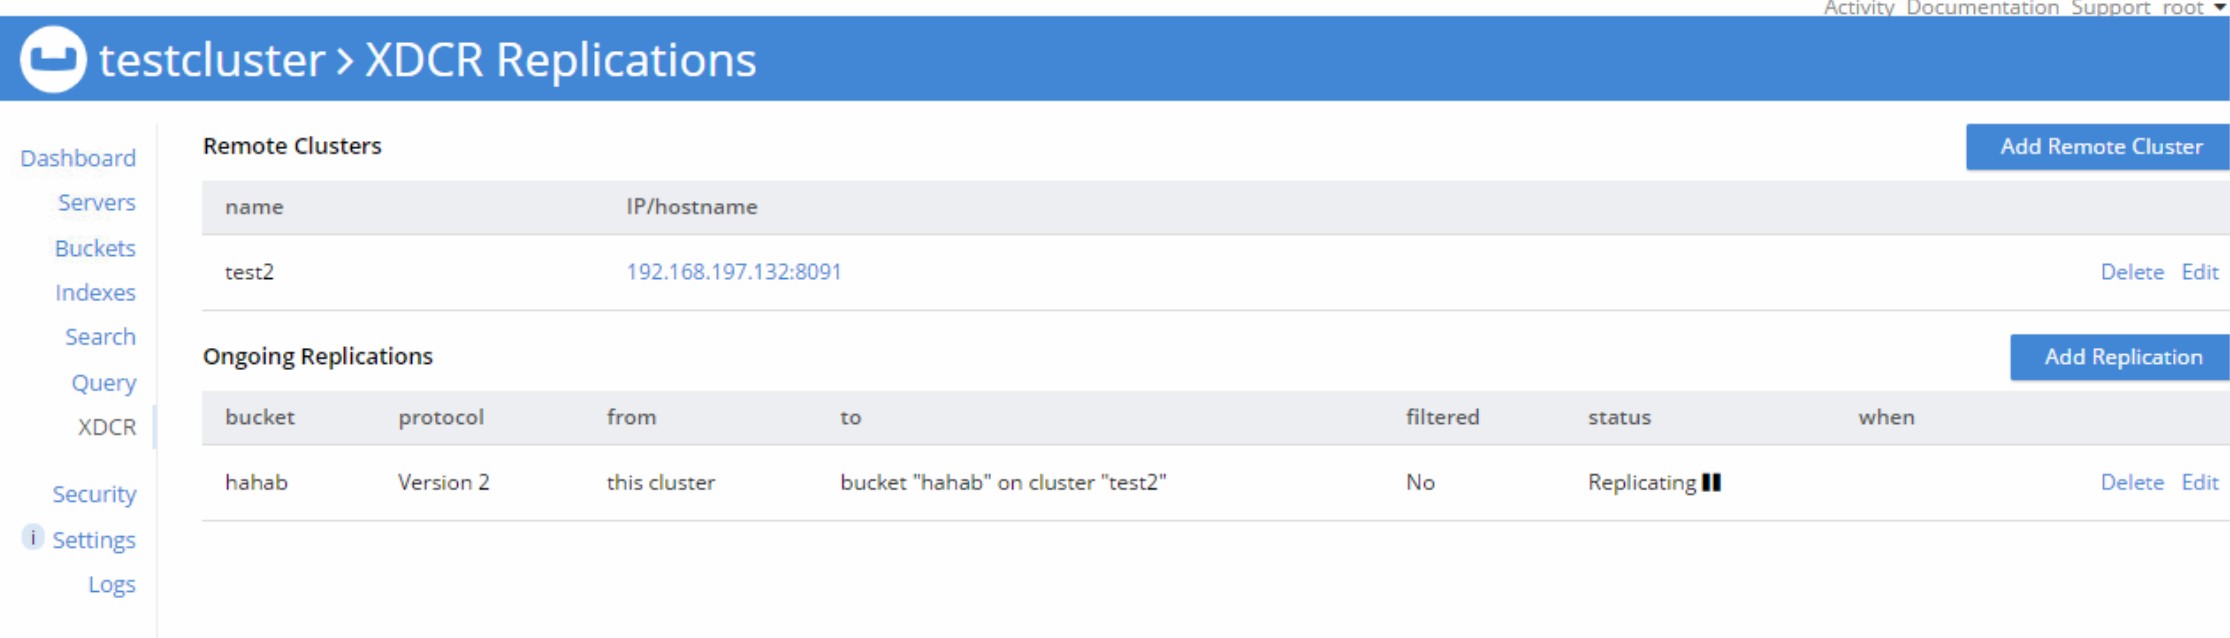 Activity Documentation Support root
testcluster > XDCR Replications
Dashboard
Servers
Buckets
Indexes
Search
Query
XDCR
Security
i Settings
Logs
Remote Clusters Add Remote Cluster
name IP/hostname
test2 192.168.197.132:8091 Delete Edit
Ongoing Replications Add Replication
bucket protocol from to filtered status when
hahab Version 2 this cluster bucket "hahab" on cluster "test2" No Replicating Delete Edit